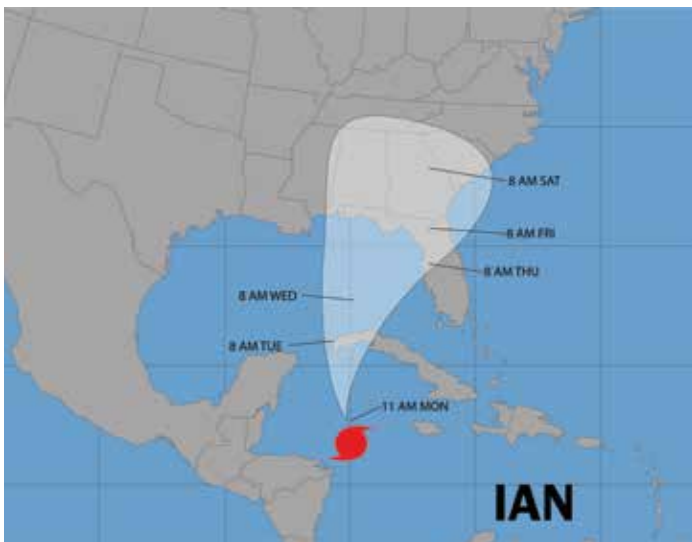 8 AM SAT
8 AM FRI
8 AM THU
8 AM WED
8 AM TUE
11 AM MON
IAN